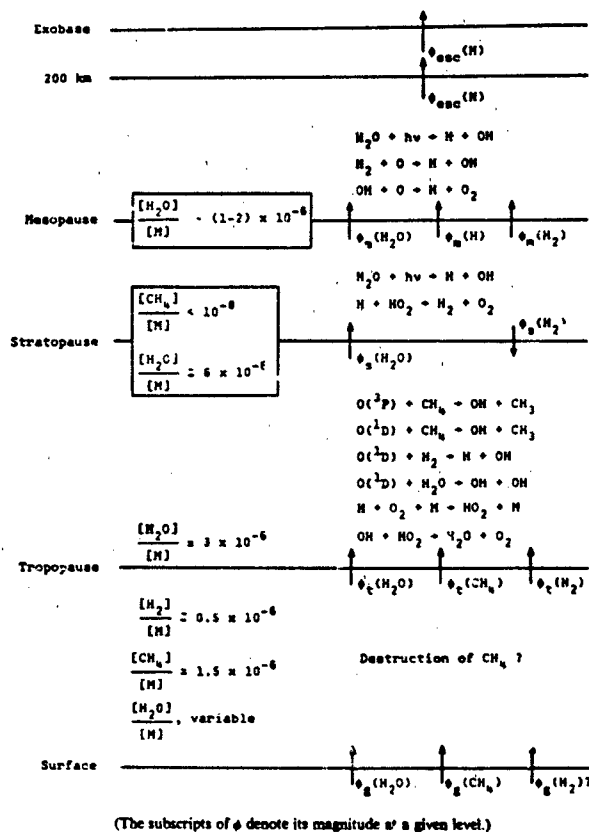 Exobase
ϕesc(H)
200 km
ϕesc(H)
H2O + hν → H + OH
H2 + O → H + OH
OH + O → H + O2
Mesopause
[H2O]/[M] ~ (1-2) x 10^-6
ϕm(H2O) ϕm(H) ϕm(H2)
H2O + hν → H + OH
H + HO2 → H2 + O2
[CH4]/[M] < 10^-8
Stratopause
ϕs(H2O) ϕs(H2)
[H2O]/[M] ≅ 6 x 10^-6
O(3P) + CH4 → OH + CH3
O(1D) + CH4 → OH + CH3
O(1D) + H2 → H + OH
O(1D) + H2O → OH + OH
H + O2 + M → HO2 + M
[H2O]/[M] ≅ 3 x 10^-6
OH + HO2 → H2O + O2
Tropopause
ϕt(H2O) ϕt(CH4) ϕt(H2)
[H2]/[M] ≅ 0.5 x 10^-6
[CH4]/[M] ≅ 1.5 x 10^-6
Destruction of CH4 ?
[H2O]/[M], variable
Surface
ϕg(H2O) ϕg(CH4) ϕg(H2)?
(The subscripts of ϕ denote its magnitude at a given level.)